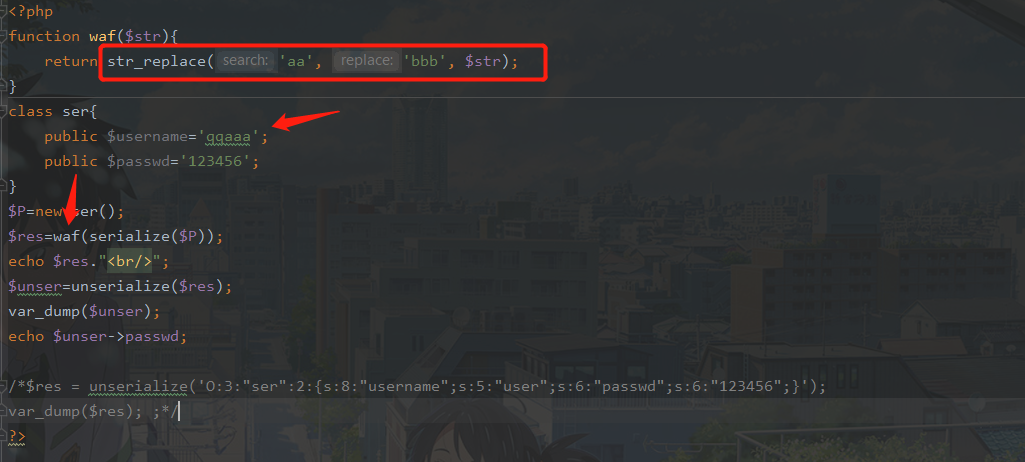 <?php
function waf($str){
return str_replace( search: 'aa', replace: 'bbb', $str);
}
class ser{
public $username='qqaaa';
public $passwd='123456';
}
$P=new ser();
$res=waf(serialize($P));
echo $res."<br/>";
$unser=unserialize($res);
var_dump($unser);
echo $unser->passwd;
/*$res = unserialize('O:3:"ser":2:{s:8:"username";s:5:"user";s:6:"passwd";s:6:"123456";}');
var_dump($res); ;*/
?>